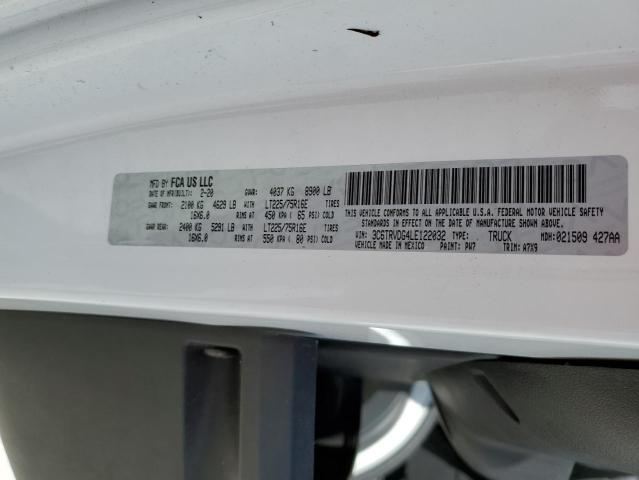 MFD BY FCA US LLC
DATE OF MFR(BUILT): 2-20 GVWR: 4037 KG 8900 LB
GAWR FRONT: 2100 KG 4629 LB WITH LT225/75R16E TIRES
16X6.0 RIMS AT 450 KPA ( 65 PSI) COLD
GAWR REAR: 2400 KG 5291 LB WITH LT225/75R16E TIRES
16X6.0 RIMS AT 550 KPA ( 80 PSI) COLD
THIS VEHICLE CONFORMS TO ALL APPLICABLE U.S.A. FEDERAL MOTOR VEHICLE SAFETY
STANDARDS IN EFFECT ON THE DATE OF MANUFACTURE SHOWN ABOVE
VIN: 3C6TRVDG4LE122032 TYPE: TRUCK MDH:021509 427AA
MADE IN MEXICO PAINT: PW7 TRIM:A7X9